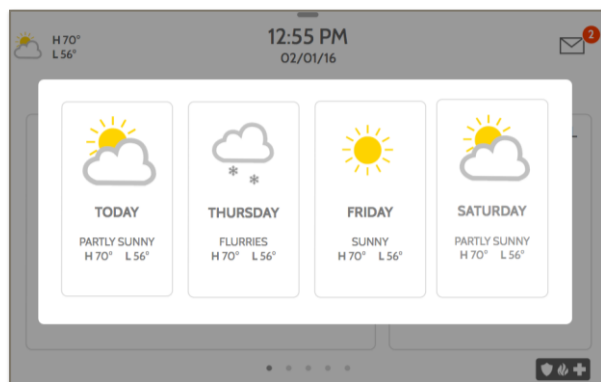 H 70°
L 56°
12:55 PM
02/01/16
2
TODAY
PARTLY SUNNY
H 70° L 56°
THURSDAY
FLURRIES
H 70° L 56°
FRIDAY
SUNNY
H 70° L 56°
SATURDAY
PARTLY SUNNY
H 70° L 56°